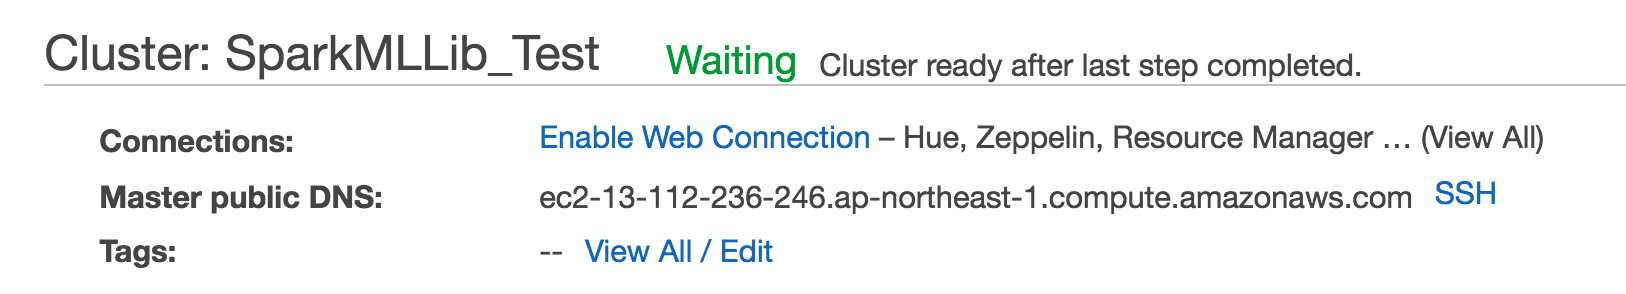 Cluster: SparkMLLib_Test Waiting Cluster ready after last step completed.
Connections: Enable Web Connection – Hue, Zeppelin, Resource Manager … (View All)
Master public DNS: ec2-13-112-236-246.ap-northeast-1.compute.amazonaws.com SSH
Tags: -- View All / Edit